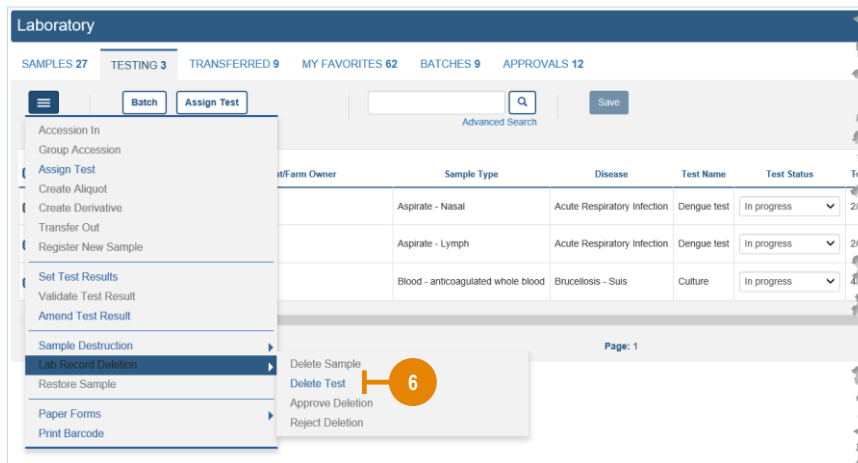 Laboratory
SAMPLES 27 TESTING 3 TRANSFERRED 9 MY FAVORITES 62 BATCHES 9 APPROVALS 12
Batch Assign Test Save
Advanced Search
Accession In
Group Accession
Assign Test
Create Aliquot
Create Derivative
Transfer Out
Register New Sample
Set Test Results
Validate Test Result
Amend Test Result
Sample Destruction
Lab Record Deletion
Restore Sample
Paper Forms
Print Barcode
Delete Sample
Delete Test
Approve Deletion
Reject Deletion
6
/Farm Owner Sample Type Disease Test Name Test Status
Aspirate - Nasal Acute Respiratory Infection Dengue test In progress 2/
Aspirate - Lymph Acute Respiratory Infection Dengue test In progress 2/
Blood - anticoagulated whole blood Brucellosis - Suis Culture In progress
Page: 1